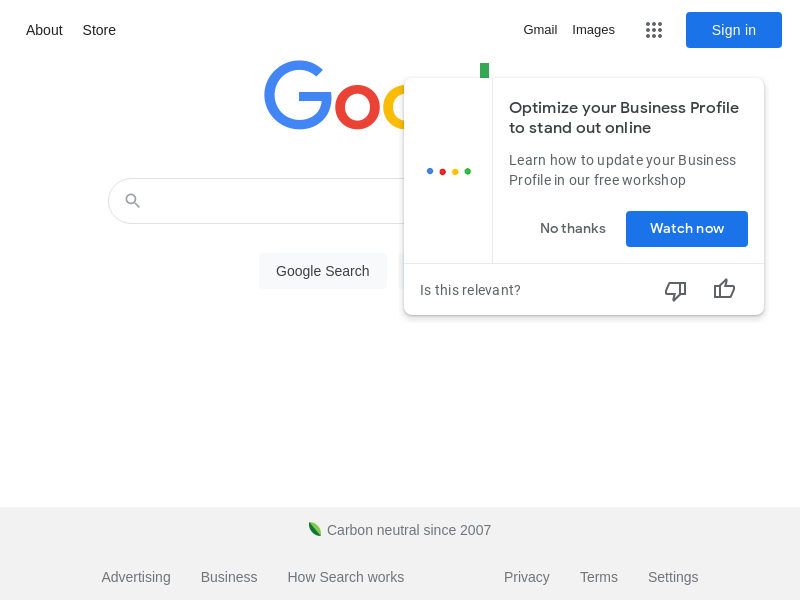 About Store Gmail Images Sign in
Goo
Optimize your Business Profile
to stand out online
Learn how to update your Business
Profile in our free workshop
No thanks Watch now
Google Search
Is this relevant?
Carbon neutral since 2007
Advertising Business How Search works Privacy Terms Settings